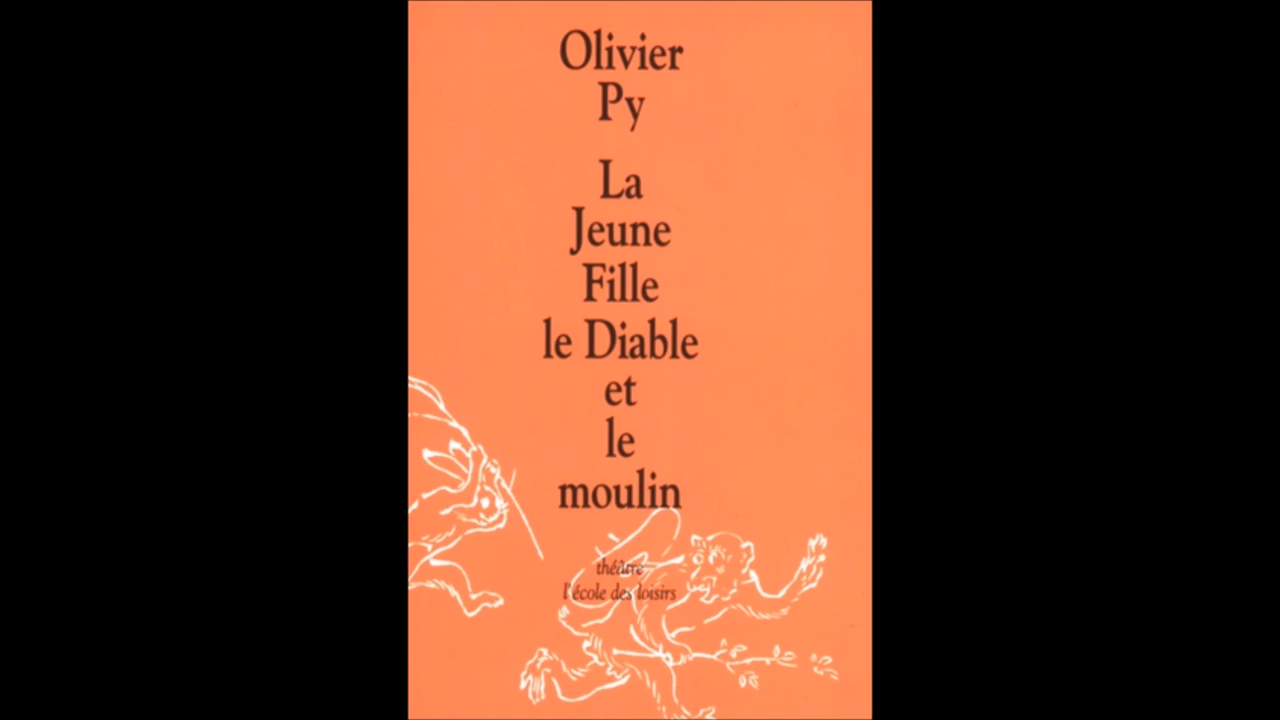 Olivier
Py
La
Jeune
Fille
le Diable
et
le
moulin
théâtre
l'école des loisirs